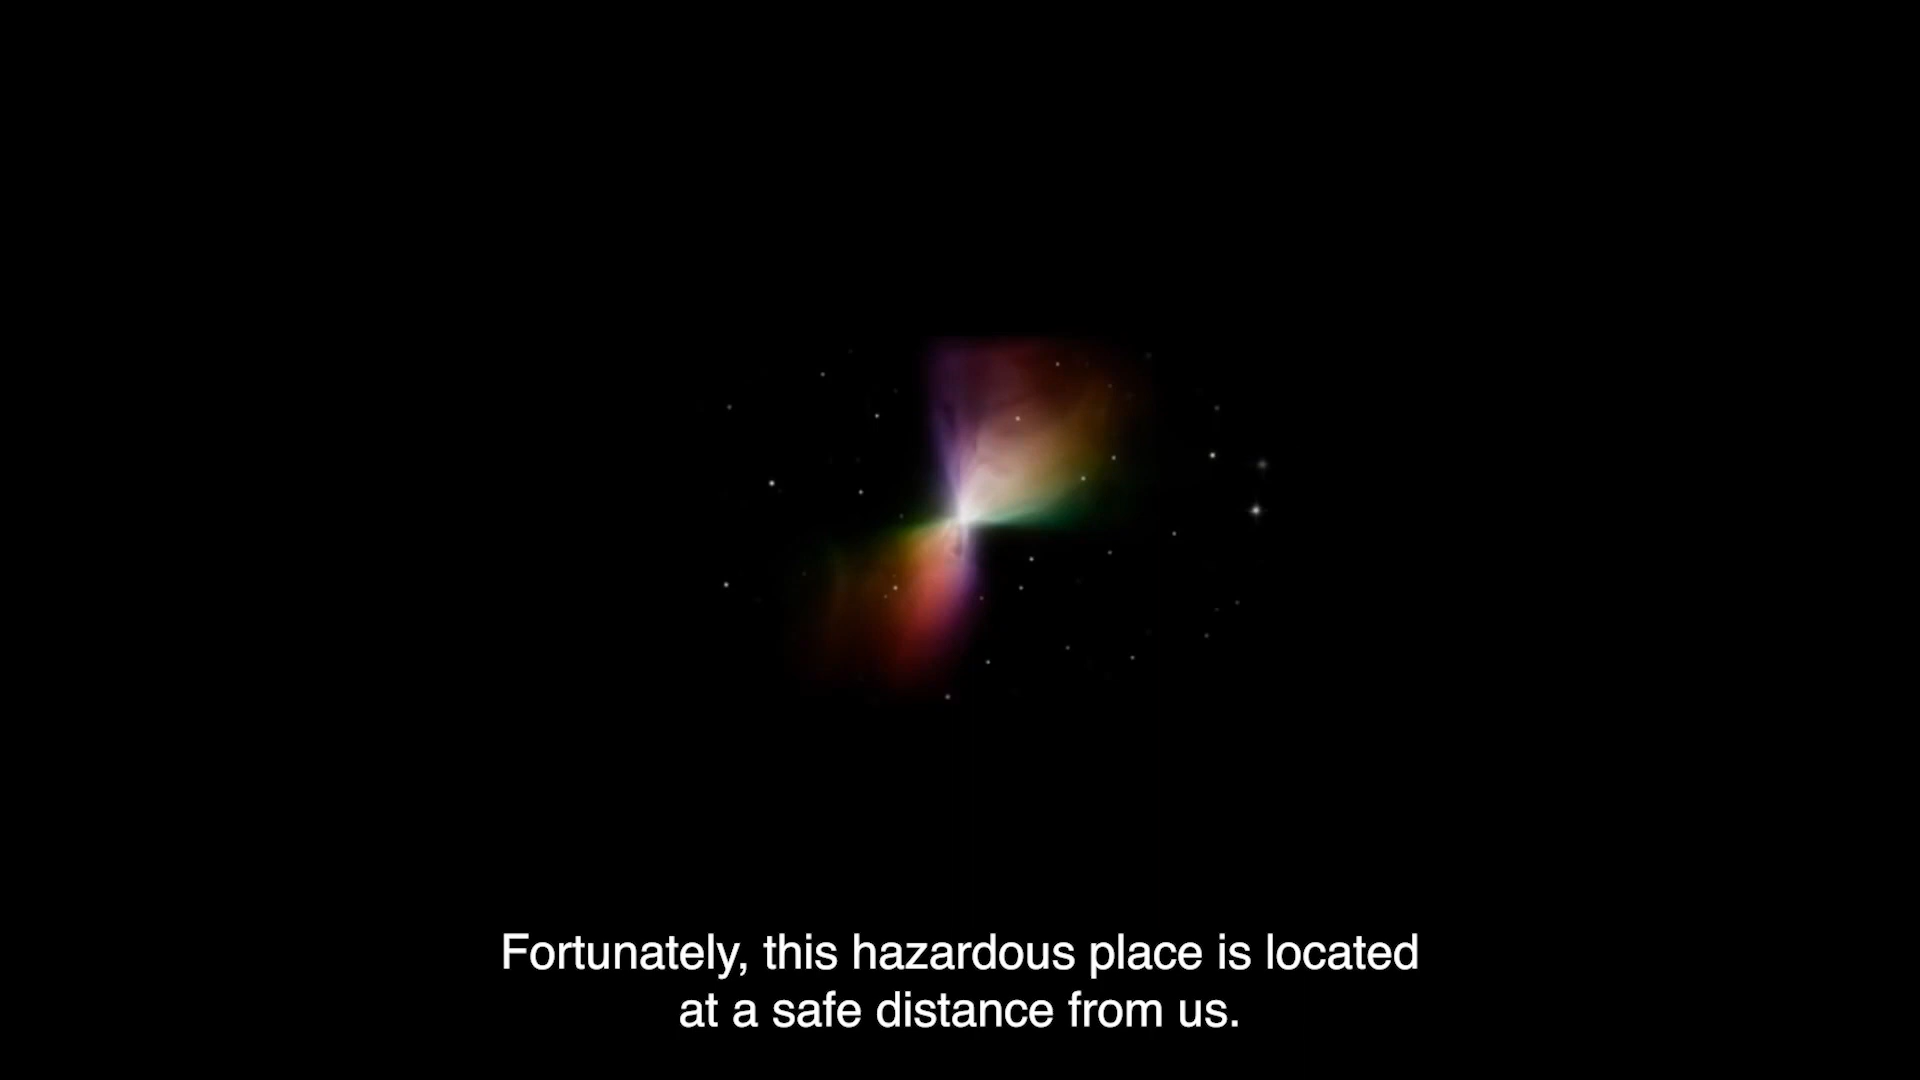 Fortunately, this hazardous place is located
at a safe distance from us.